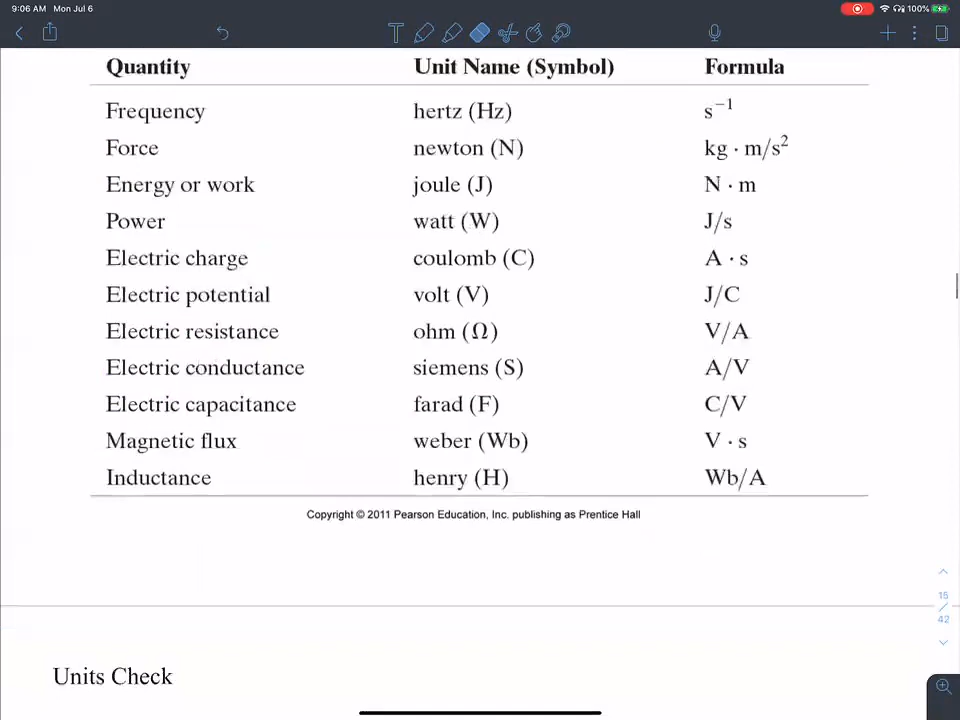 9:06 AM Mon Jul 6
100%
Quantity Unit Name (Symbol) Formula
Frequency hertz (Hz) s⁻¹
Force newton (N) kg · m/s²
Energy or work joule (J) N · m
Power watt (W) J/s
Electric charge coulomb (C) A · s
Electric potential volt (V) J/C
Electric resistance ohm (Ω) V/A
Electric conductance siemens (S) A/V
Electric capacitance farad (F) C/V
Magnetic flux weber (Wb) V · s
Inductance henry (H) Wb/A
Copyright © 2011 Pearson Education, Inc. publishing as Prentice Hall
15
/
42
Units Check